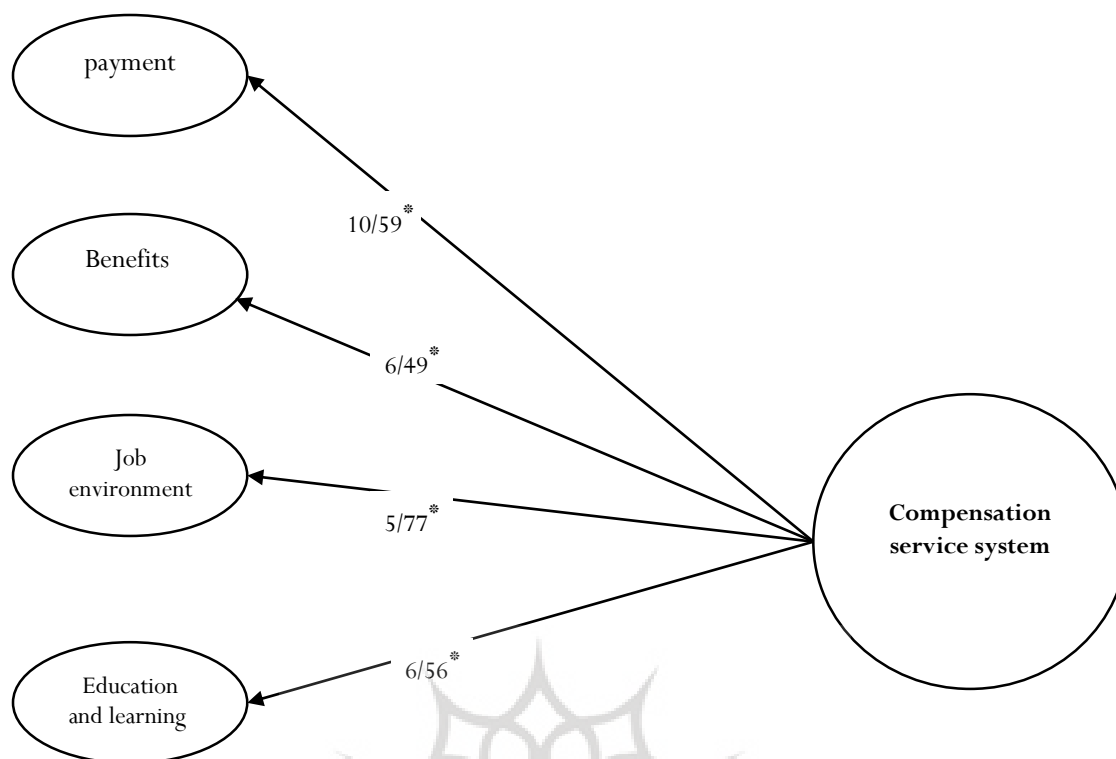 payment
10/59*
Benefits
6/49*
Job
environment
5/77*
Compensation
service system
6/56*
Education
and learning